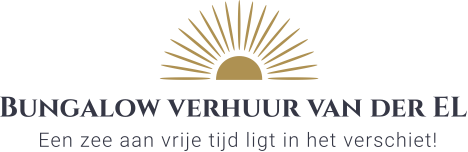 Bungalow verhuur van der EL
Een zee aan vrije tijd ligt in het verschiet!